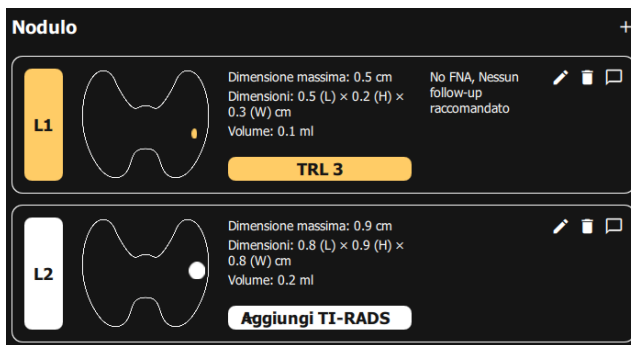 Nodulo
+
L1
Dimensione massima: 0.5 cm
Dimensioni: 0.5 (L) × 0.2 (H) ×
0.3 (W) cm
Volume: 0.1 ml
TRL 3
No FNA, Nessun
follow-up
raccomandato
L2
Dimensione massima: 0.9 cm
Dimensioni: 0.8 (L) × 0.9 (H) ×
0.8 (W) cm
Volume: 0.2 ml
Aggiungi TI-RADS